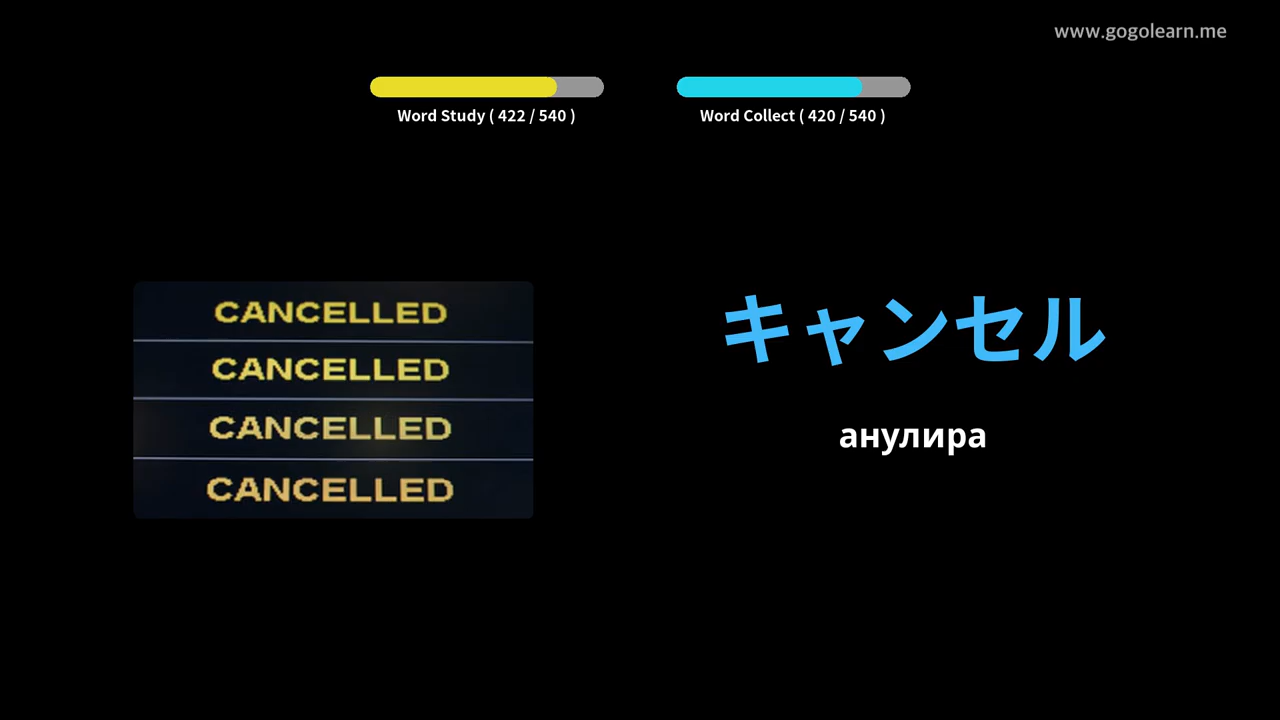 www.gogolearn.me
Word Study ( 422 / 540 )
Word Collect ( 420 / 540 )
CANCELLED
CANCELLED
CANCELLED
CANCELLED
キャンセル
анулира